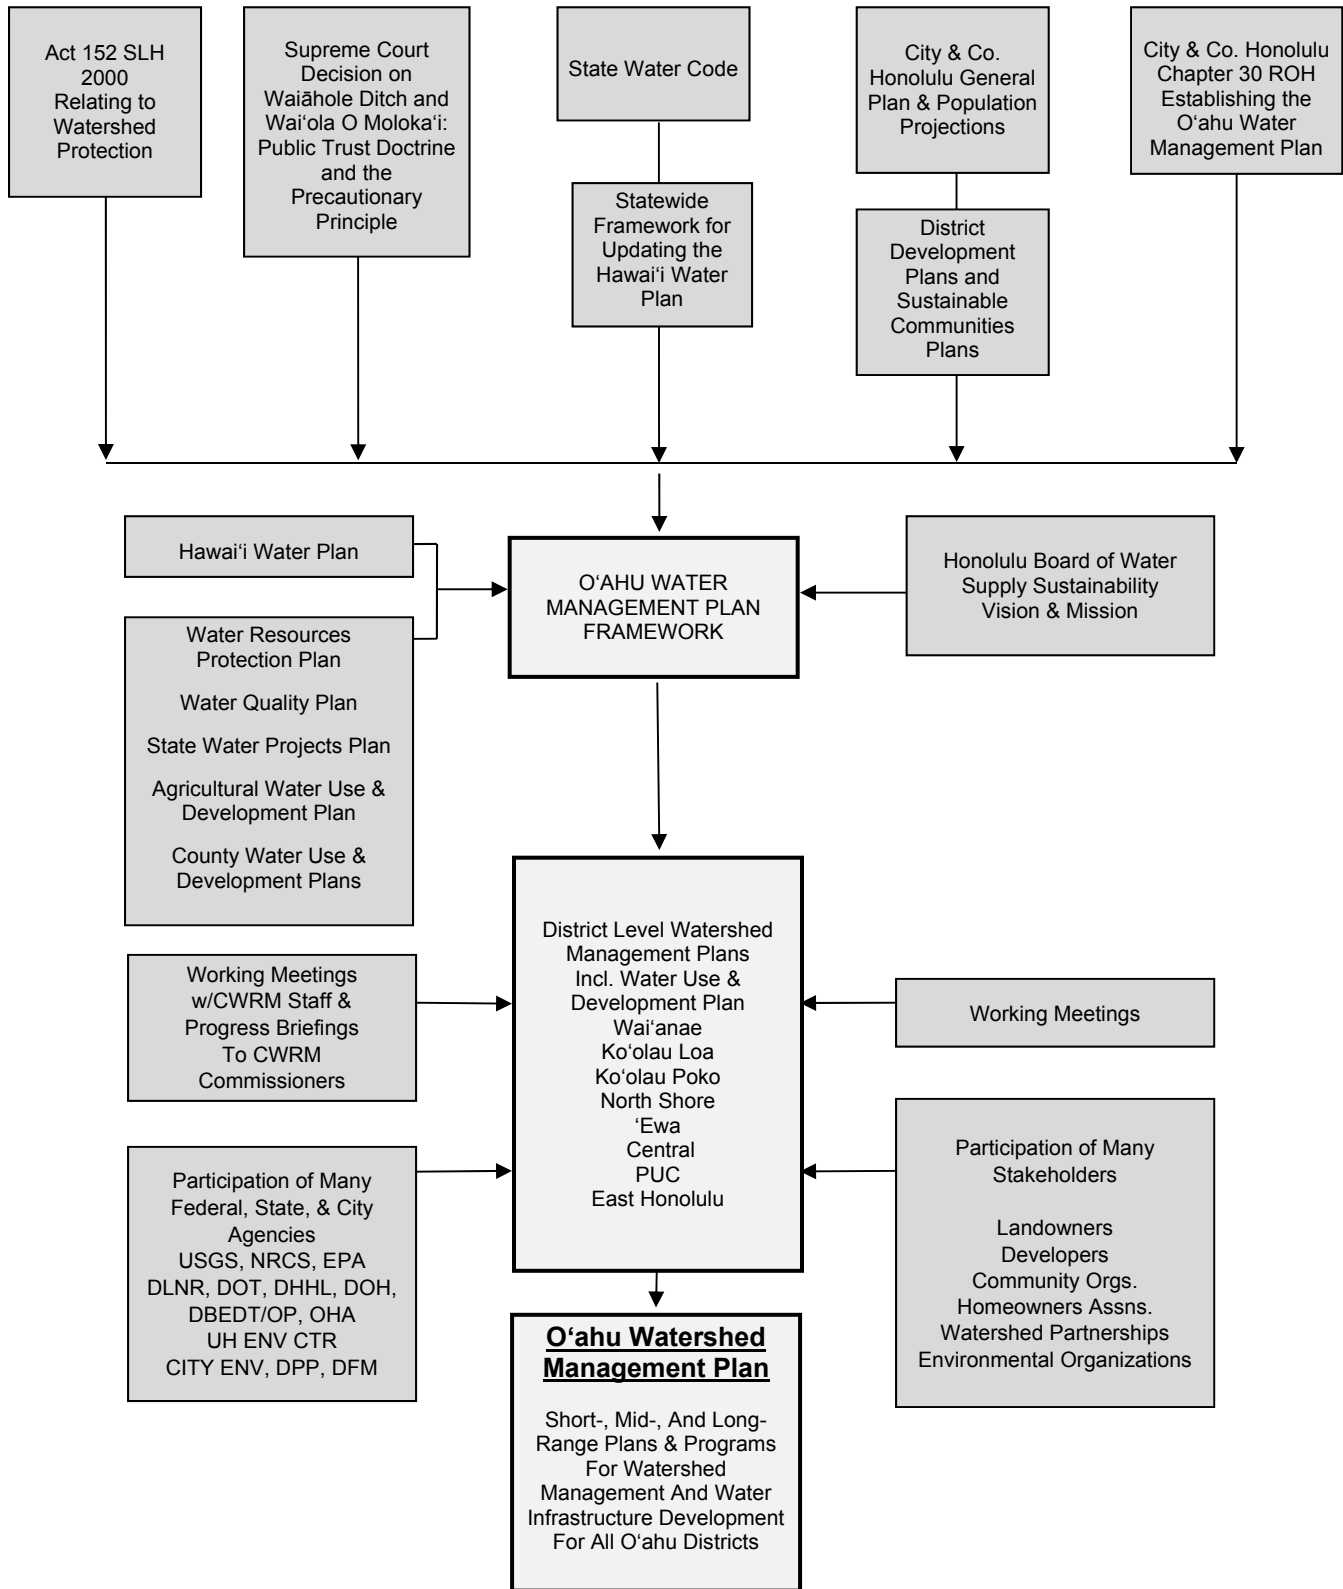 Act 152 SLH
2000
Relating to
Watershed
Protection
Supreme Court
Decision on
Waiāhole Ditch and
Wai‘ola O Moloka‘i:
Public Trust Doctrine
and the
Precautionary
Principle
State Water Code
City & Co.
Honolulu General
Plan & Population
Projections
City & Co. Honolulu
Chapter 30 ROH
Establishing the
O‘ahu Water
Management Plan
Statewide
Framework for
Updating the
Hawai‘i Water
Plan
District
Development
Plans and
Sustainable
Communities
Plans
Hawai‘i Water Plan
O‘AHU WATER
MANAGEMENT PLAN
FRAMEWORK
Honolulu Board of Water
Supply Sustainability
Vision & Mission
Water Resources
Protection Plan
Water Quality Plan
State Water Projects Plan
Agricultural Water Use &
Development Plan
County Water Use &
Development Plans
District Level Watershed
Management Plans
Incl. Water Use &
Development Plan
Wai‘anae
Ko‘olau Loa
Ko‘olau Poko
North Shore
‘Ewa
Central
PUC
East Honolulu
Working Meetings
w/CWRM Staff &
Progress Briefings
To CWRM
Commissioners
Working Meetings
Participation of Many
Federal, State, & City
Agencies
USGS, NRCS, EPA
DLNR, DOT, DHHL, DOH,
DBEDT/OP, OHA
UH ENV CTR
CITY ENV, DPP, DFM
Participation of Many
Stakeholders
Landowners
Developers
Community Orgs.
Homeowners Assns.
Watershed Partnerships
Environmental Organizations
O‘ahu Watershed
Management Plan
Short-, Mid-, And Long-
Range Plans & Programs
For Watershed
Management And Water
Infrastructure Development
For All O‘ahu Districts